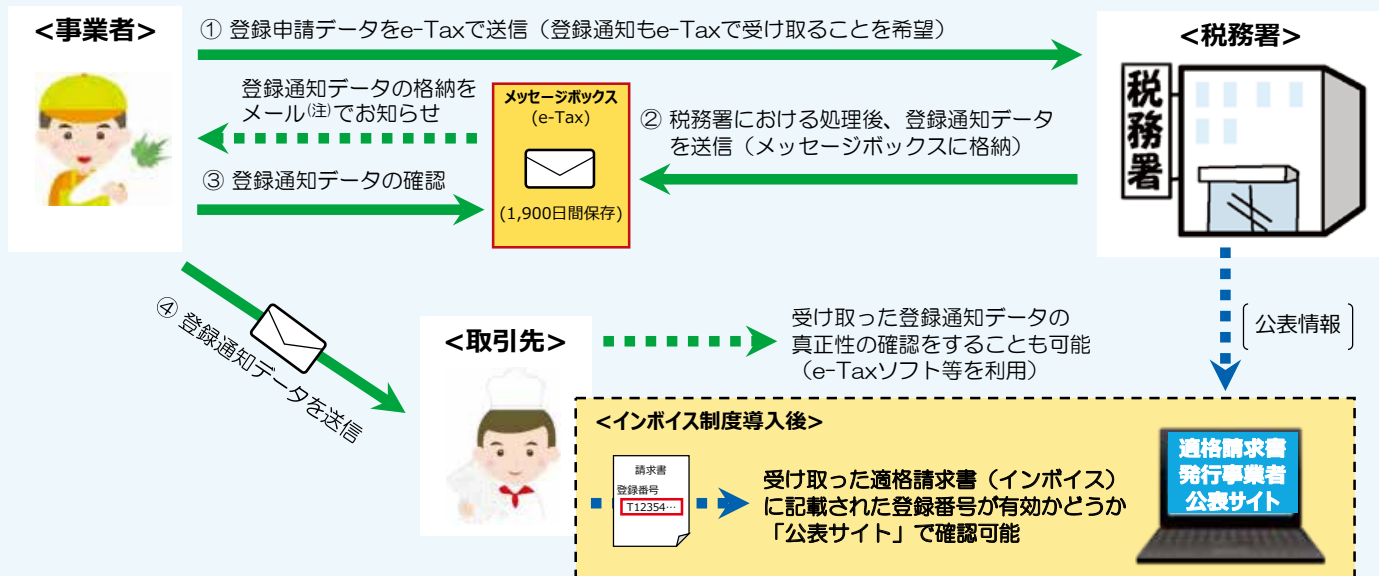 <事業者>
① 登録申請データをe-Taxで送信（登録通知もe-Taxで受け取ることを希望）
<税務署>
税務署
登録通知データの格納を
メール(注)でお知らせ
メッセージボックス
(e-Tax)
(1,900日間保存)
② 税務署における処理後、登録通知データ
を送信（メッセージボックスに格納）
③ 登録通知データの確認
④ 登録通知データを送信
<取引先>
受け取った登録通知データの
真正性の確認をすることも可能
（e-Taxソフト等を利用）
公表情報
<インボイス制度導入後>
請求書
登録番号
T12354…
受け取った適格請求書（インボイス）
に記載された登録番号が有効かどうか
「公表サイト」で確認可能
適格請求書
発行事業者
公表サイト